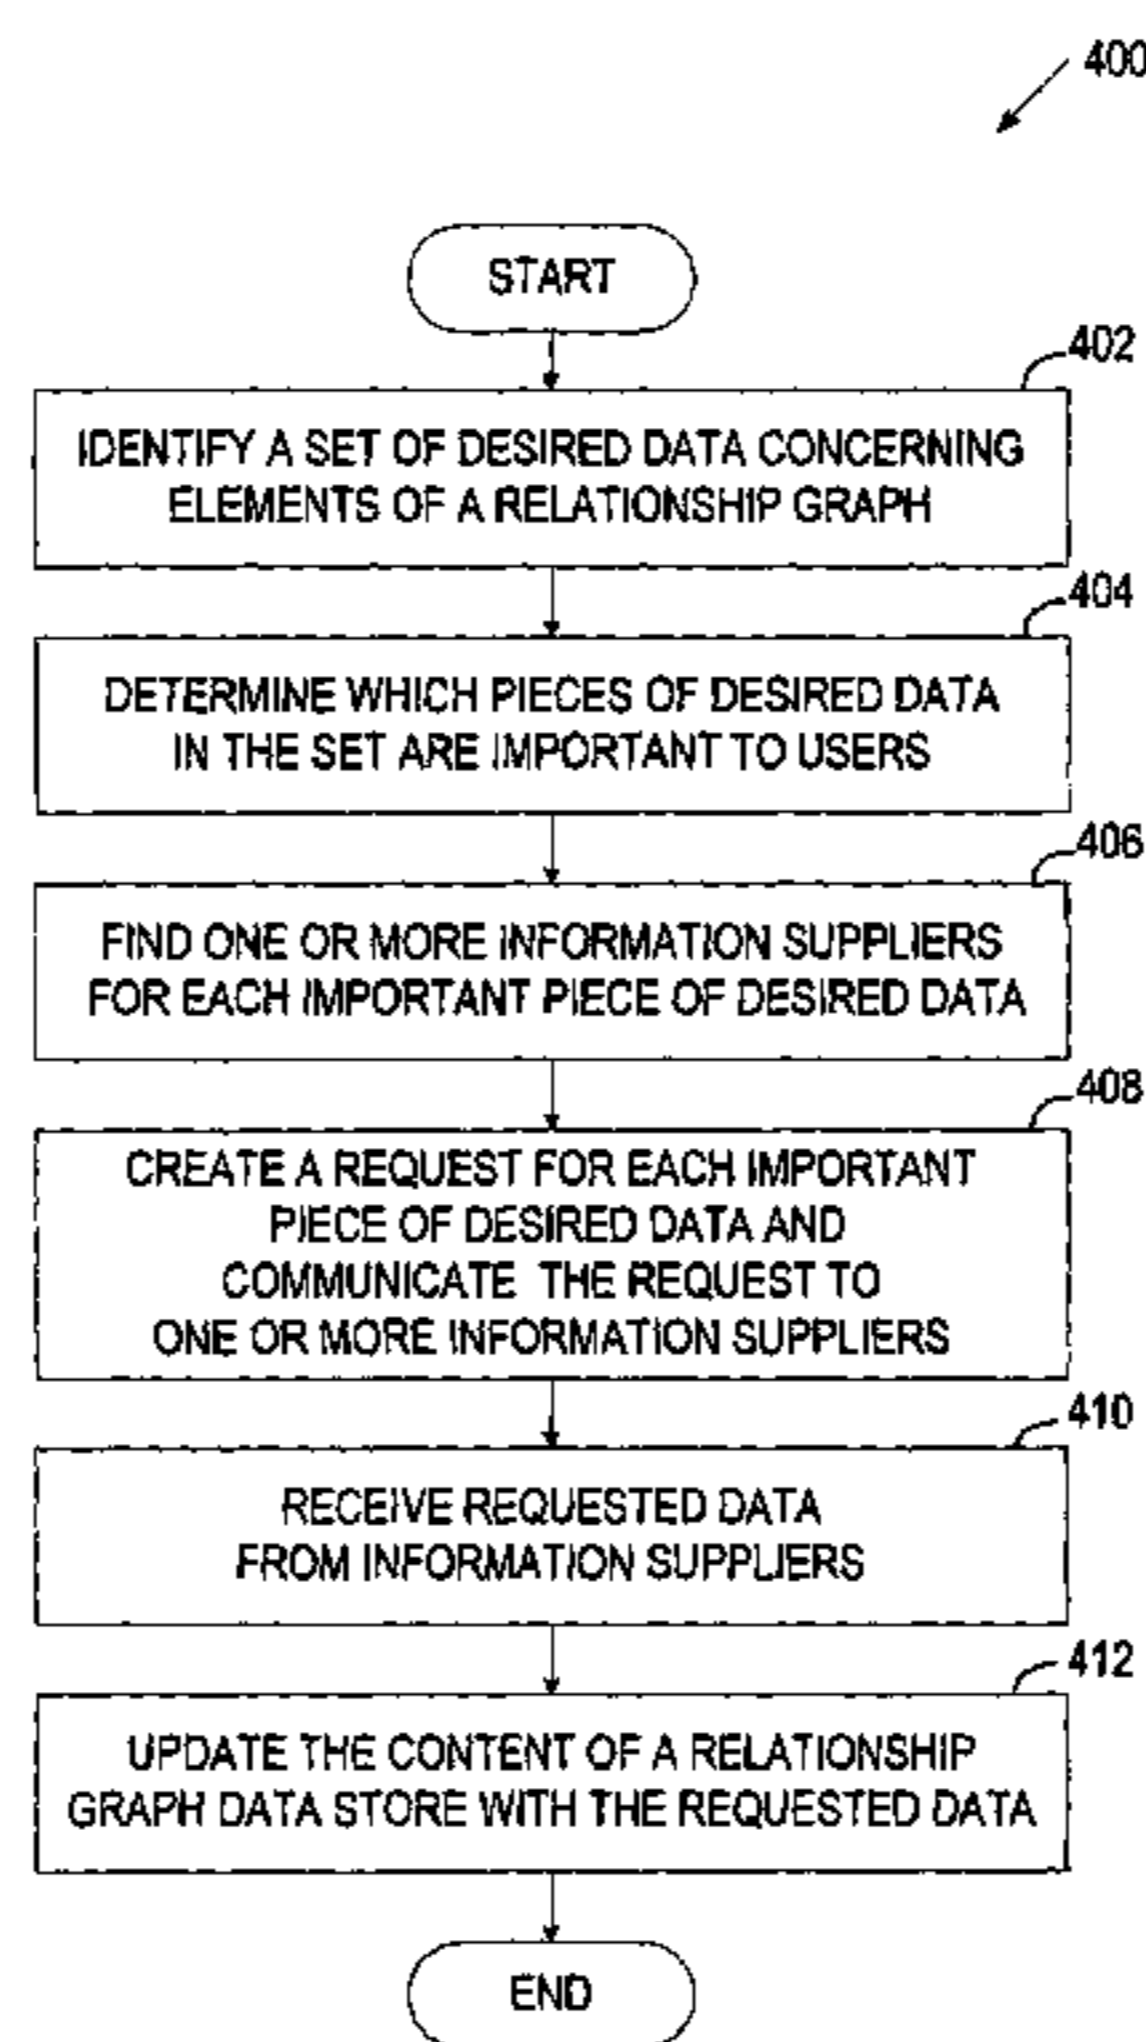 400
START
402
IDENTIFY A SET OF DESIRED DATA CONCERNING
ELEMENTS OF A RELATIONSHIP GRAPH
404
DETERMINE WHICH PIECES OF DESIRED DATA
IN THE SET ARE IMPORTANT TO USERS
406
FIND ONE OR MORE INFORMATION SUPPLIERS
FOR EACH IMPORTANT PIECE OF DESIRED DATA
408
CREATE A REQUEST FOR EACH IMPORTANT
PIECE OF DESIRED DATA AND
COMMUNICATE THE REQUEST TO
ONE OR MORE INFORMATION SUPPLIERS
410
RECEIVE REQUESTED DATA
FROM INFORMATION SUPPLIERS
412
UPDATE THE CONTENT OF A RELATIONSHIP
GRAPH DATA STORE WITH THE REQUESTED DATA
END